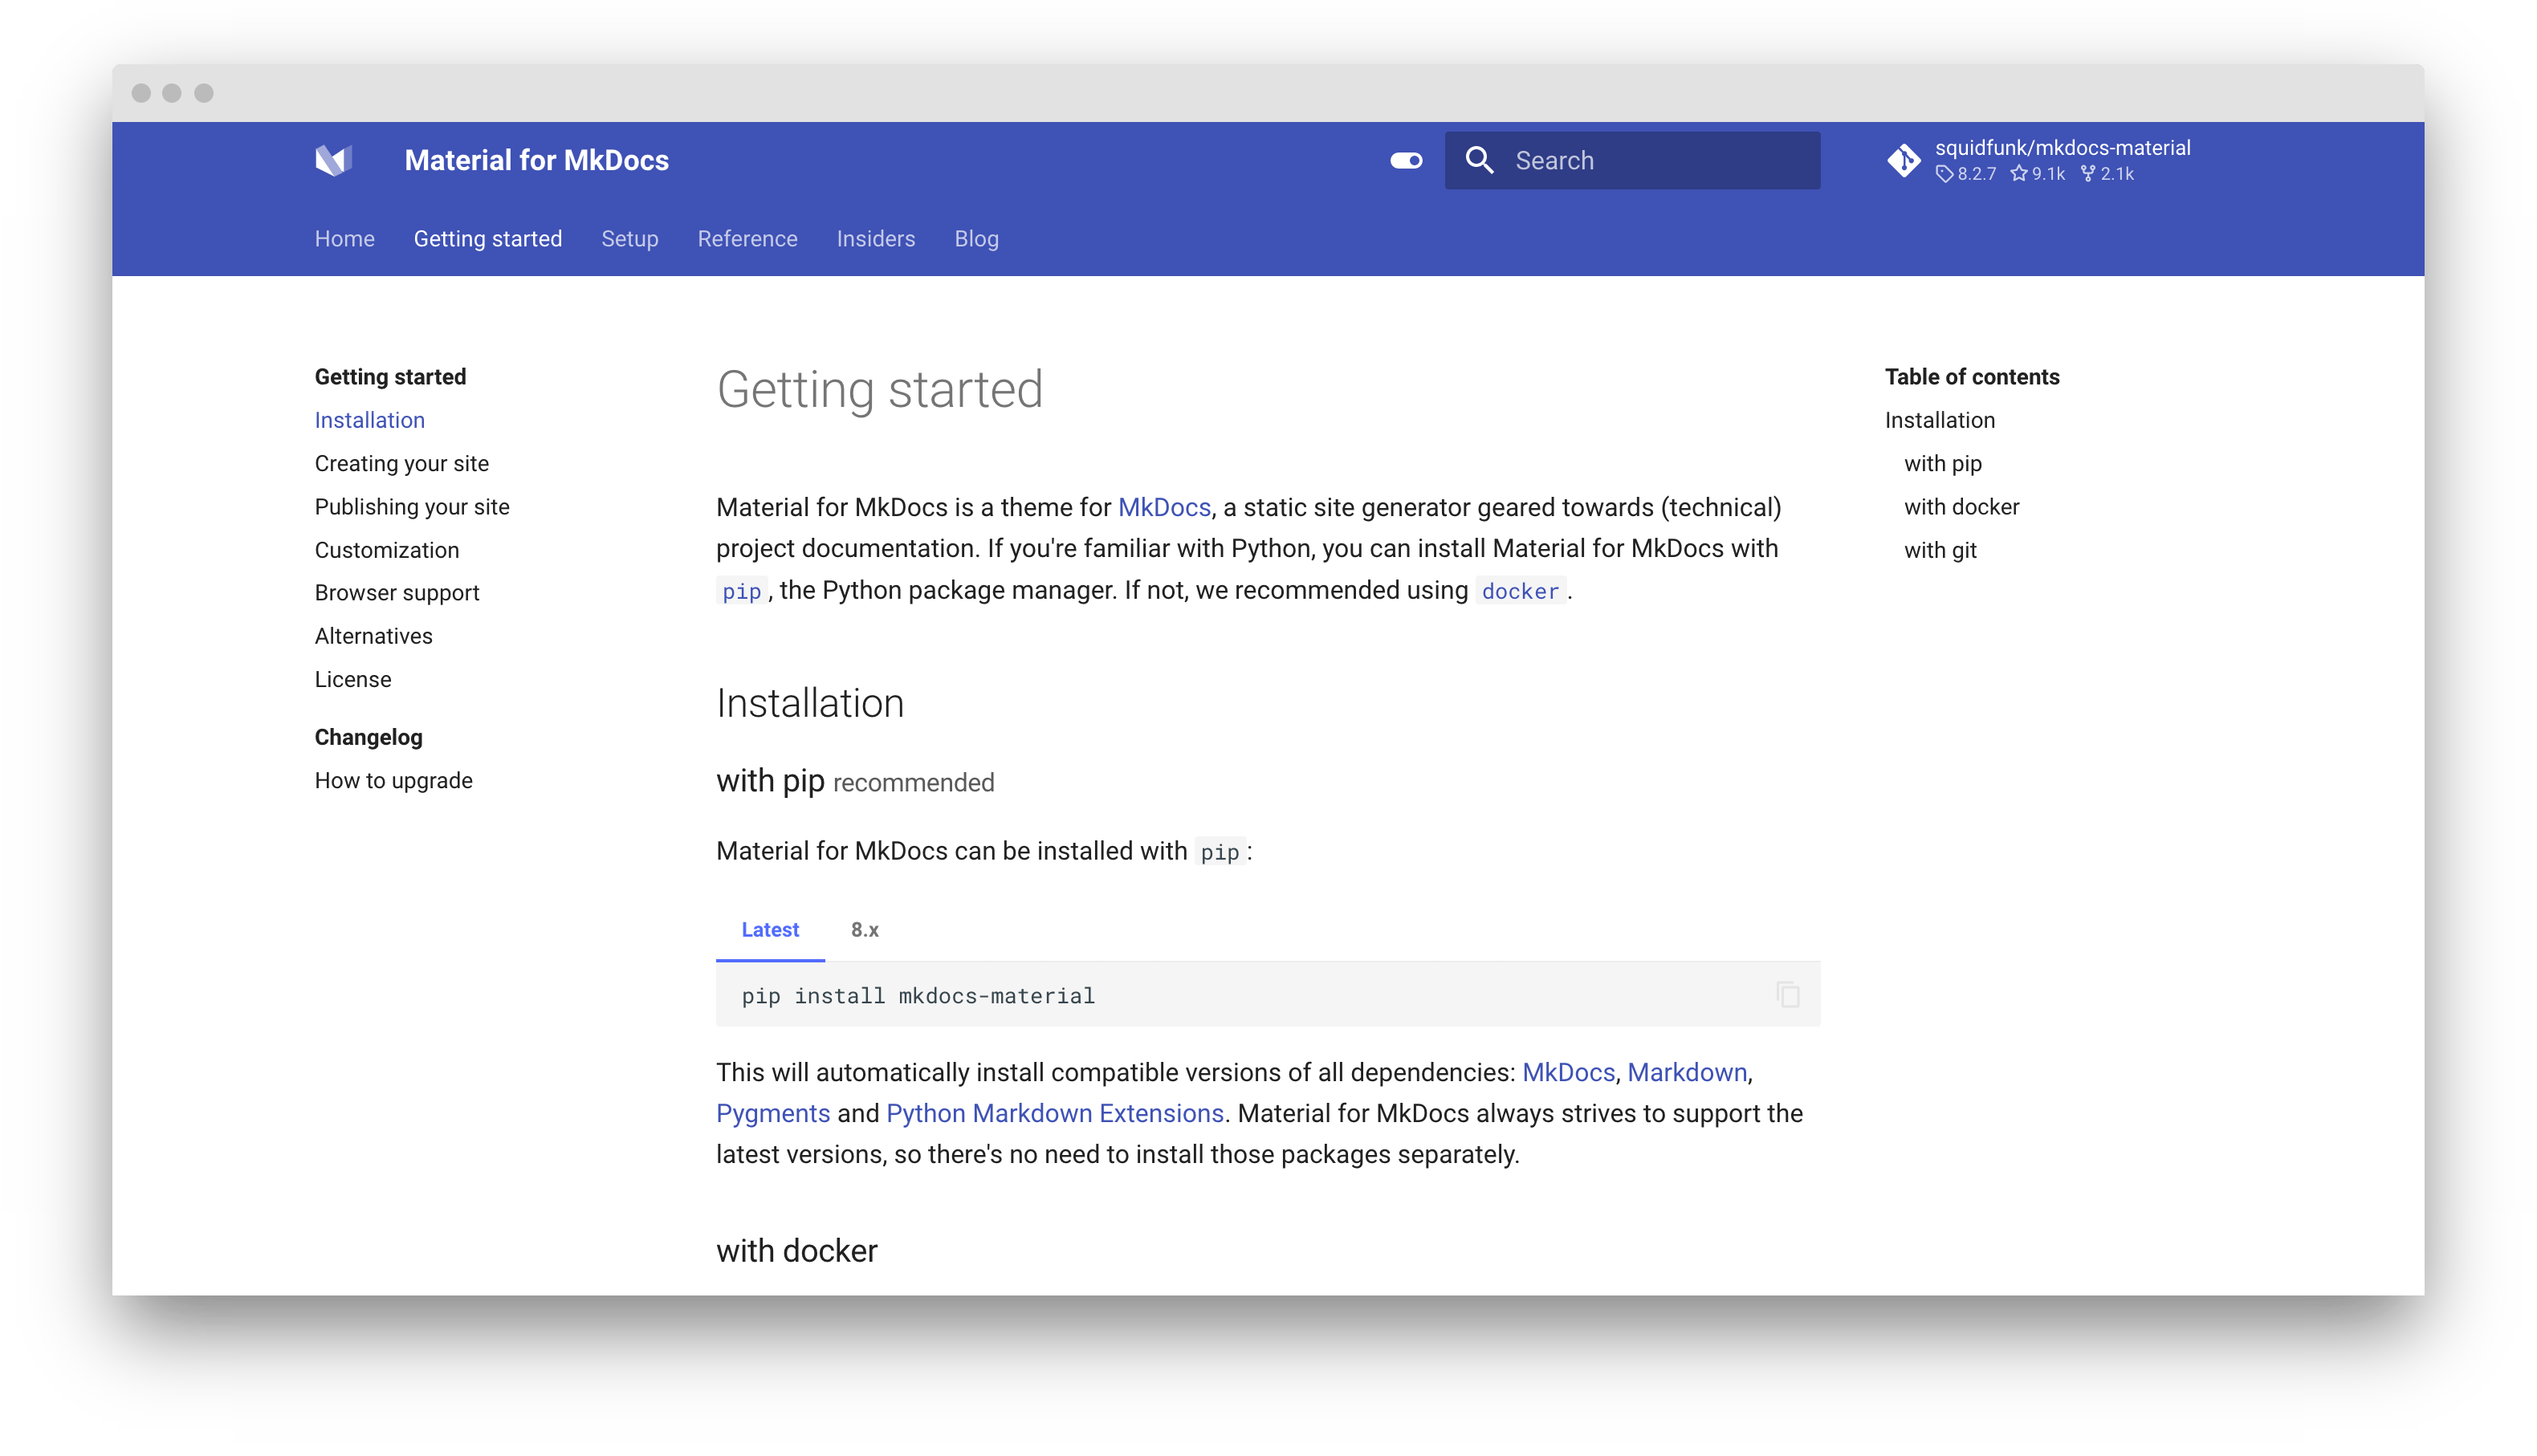 Material for MkDocs
Search
squidfunk/mkdocs-material
8.2.7 9.1k 2.1k
Home Getting started Setup Reference Insiders Blog
Getting started
Installation
Creating your site
Publishing your site
Customization
Browser support
Alternatives
License
Changelog
How to upgrade
Getting started
Material for MkDocs is a theme for MkDocs, a static site generator geared towards (technical)
project documentation. If you're familiar with Python, you can install Material for MkDocs with
pip, the Python package manager. If not, we recommended using docker.
Installation
with pip recommended
Material for MkDocs can be installed with pip:
Latest 8.x
pip install mkdocs-material
This will automatically install compatible versions of all dependencies: MkDocs, Markdown,
Pygments and Python Markdown Extensions. Material for MkDocs always strives to support the
latest versions, so there's no need to install those packages separately.
with docker
Table of contents
Installation
with pip
with docker
with git